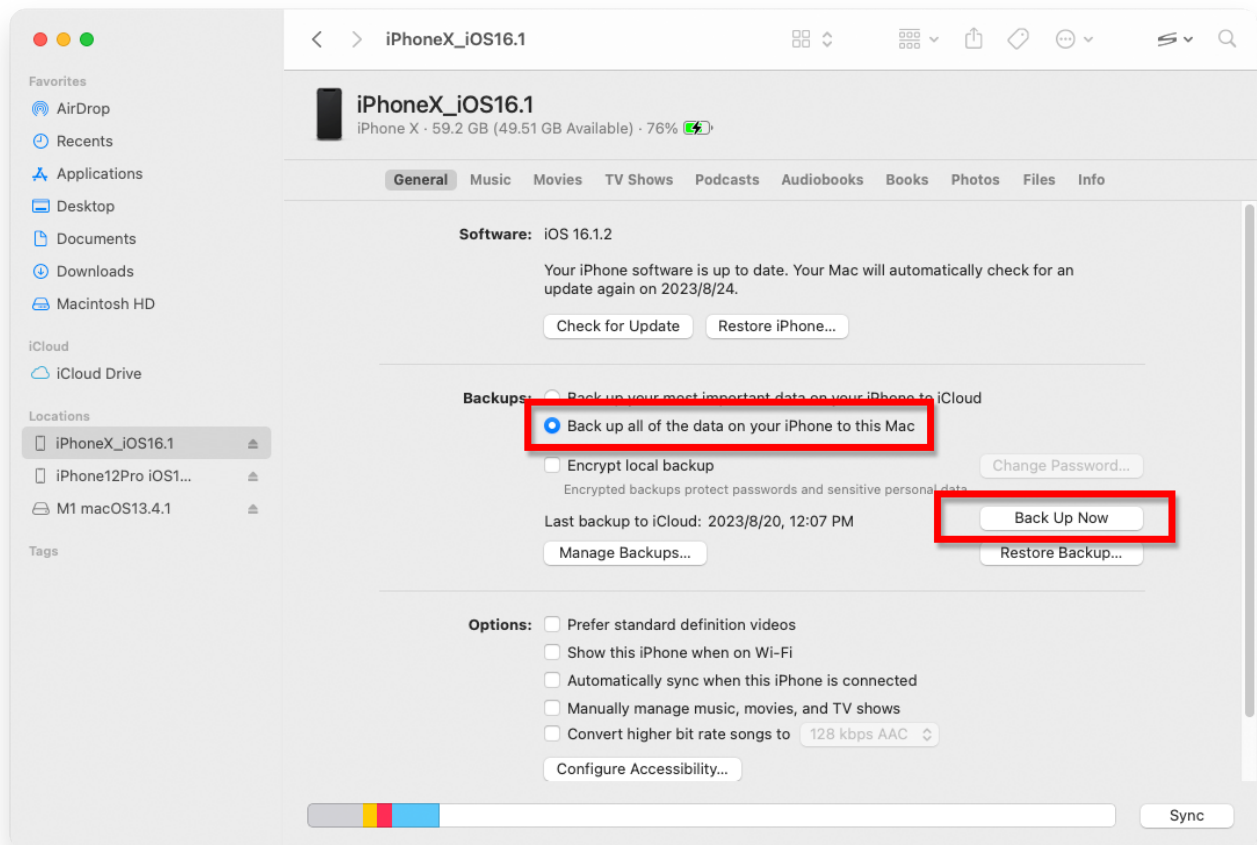 iPhoneX_iOS16.1
Favorites
AirDrop
Recents
Applications
Desktop
Documents
Downloads
Macintosh HD
iCloud
iCloud Drive
Locations
iPhoneX_iOS16.1
iPhone12Pro iOS1...
M1 macOS13.4.1
Tags
iPhoneX_iOS16.1
iPhone X · 59.2 GB (49.51 GB Available) · 76%
General Music Movies TV Shows Podcasts Audiobooks Books Photos Files Info
Software: iOS 16.1.2
Your iPhone software is up to date. Your Mac will automatically check for an
update again on 2023/8/24.
Check for Update Restore iPhone...
Backups: Back up your most important data on your iPhone to iCloud
Back up all of the data on your iPhone to this Mac
Encrypt local backup Change Password...
Encrypted backups protect passwords and sensitive personal data.
Last backup to iCloud: 2023/8/20, 12:07 PM Back Up Now
Manage Backups... Restore Backup...
Options: Prefer standard definition videos
Show this iPhone when on Wi-Fi
Automatically sync when this iPhone is connected
Manually manage music, movies, and TV shows
Convert higher bit rate songs to 128 kbps AAC
Configure Accessibility...
Sync